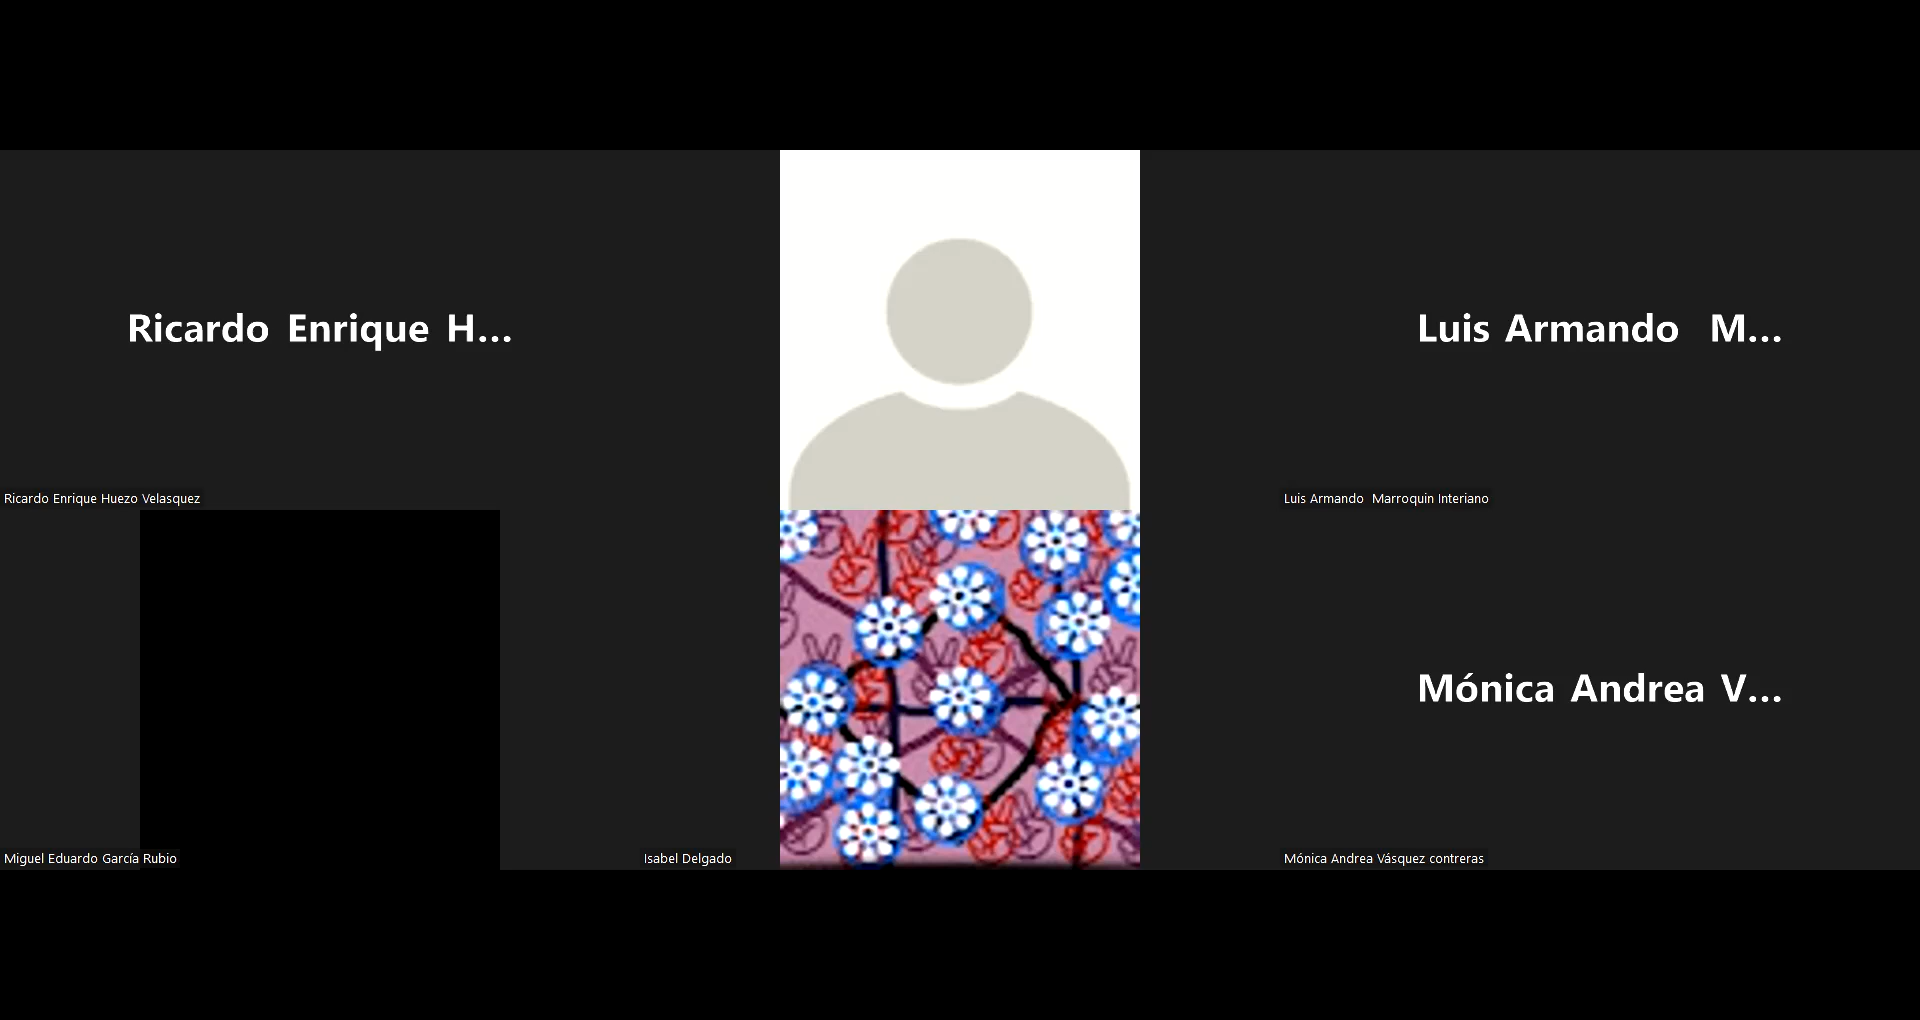 Ricardo Enrique H...
Luis Armando M...
Ricardo Enrique Huezo Velasquez
Luis Armando Marroquin Interiano
Mónica Andrea V...
Miguel Eduardo García Rubio
Isabel Delgado
Mónica Andrea Vásquez contreras